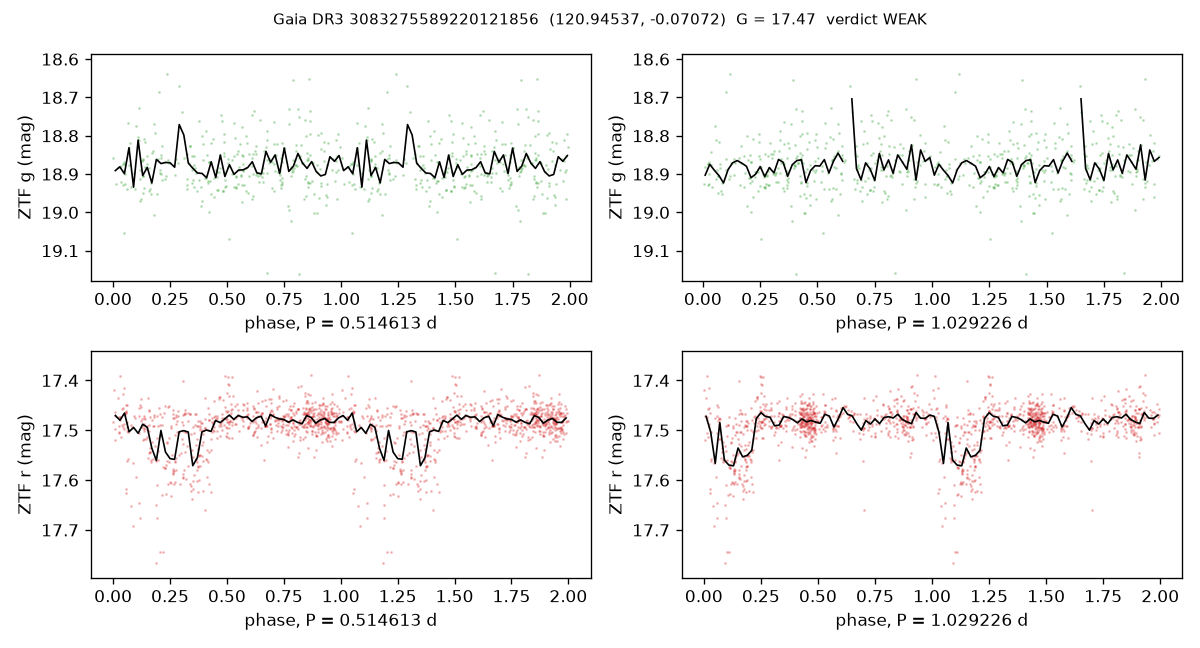 Gaia DR3 3083275589220121856  (120.94537, -0.07072)  G = 17.47  verdict WEAK
18.6
18.7
18.8
18.9
19.0
19.1
ZTF g (mag)
0.00 0.25 0.50 0.75 1.00 1.25 1.50 1.75 2.00
phase, P = 0.514613 d
18.6
18.7
18.8
18.9
19.0
19.1
ZTF g (mag)
0.00 0.25 0.50 0.75 1.00 1.25 1.50 1.75 2.00
phase, P = 1.029226 d
17.4
17.5
17.6
17.7
ZTF r (mag)
0.00 0.25 0.50 0.75 1.00 1.25 1.50 1.75 2.00
phase, P = 0.514613 d
17.4
17.5
17.6
17.7
ZTF r (mag)
0.00 0.25 0.50 0.75 1.00 1.25 1.50 1.75 2.00
phase, P = 1.029226 d